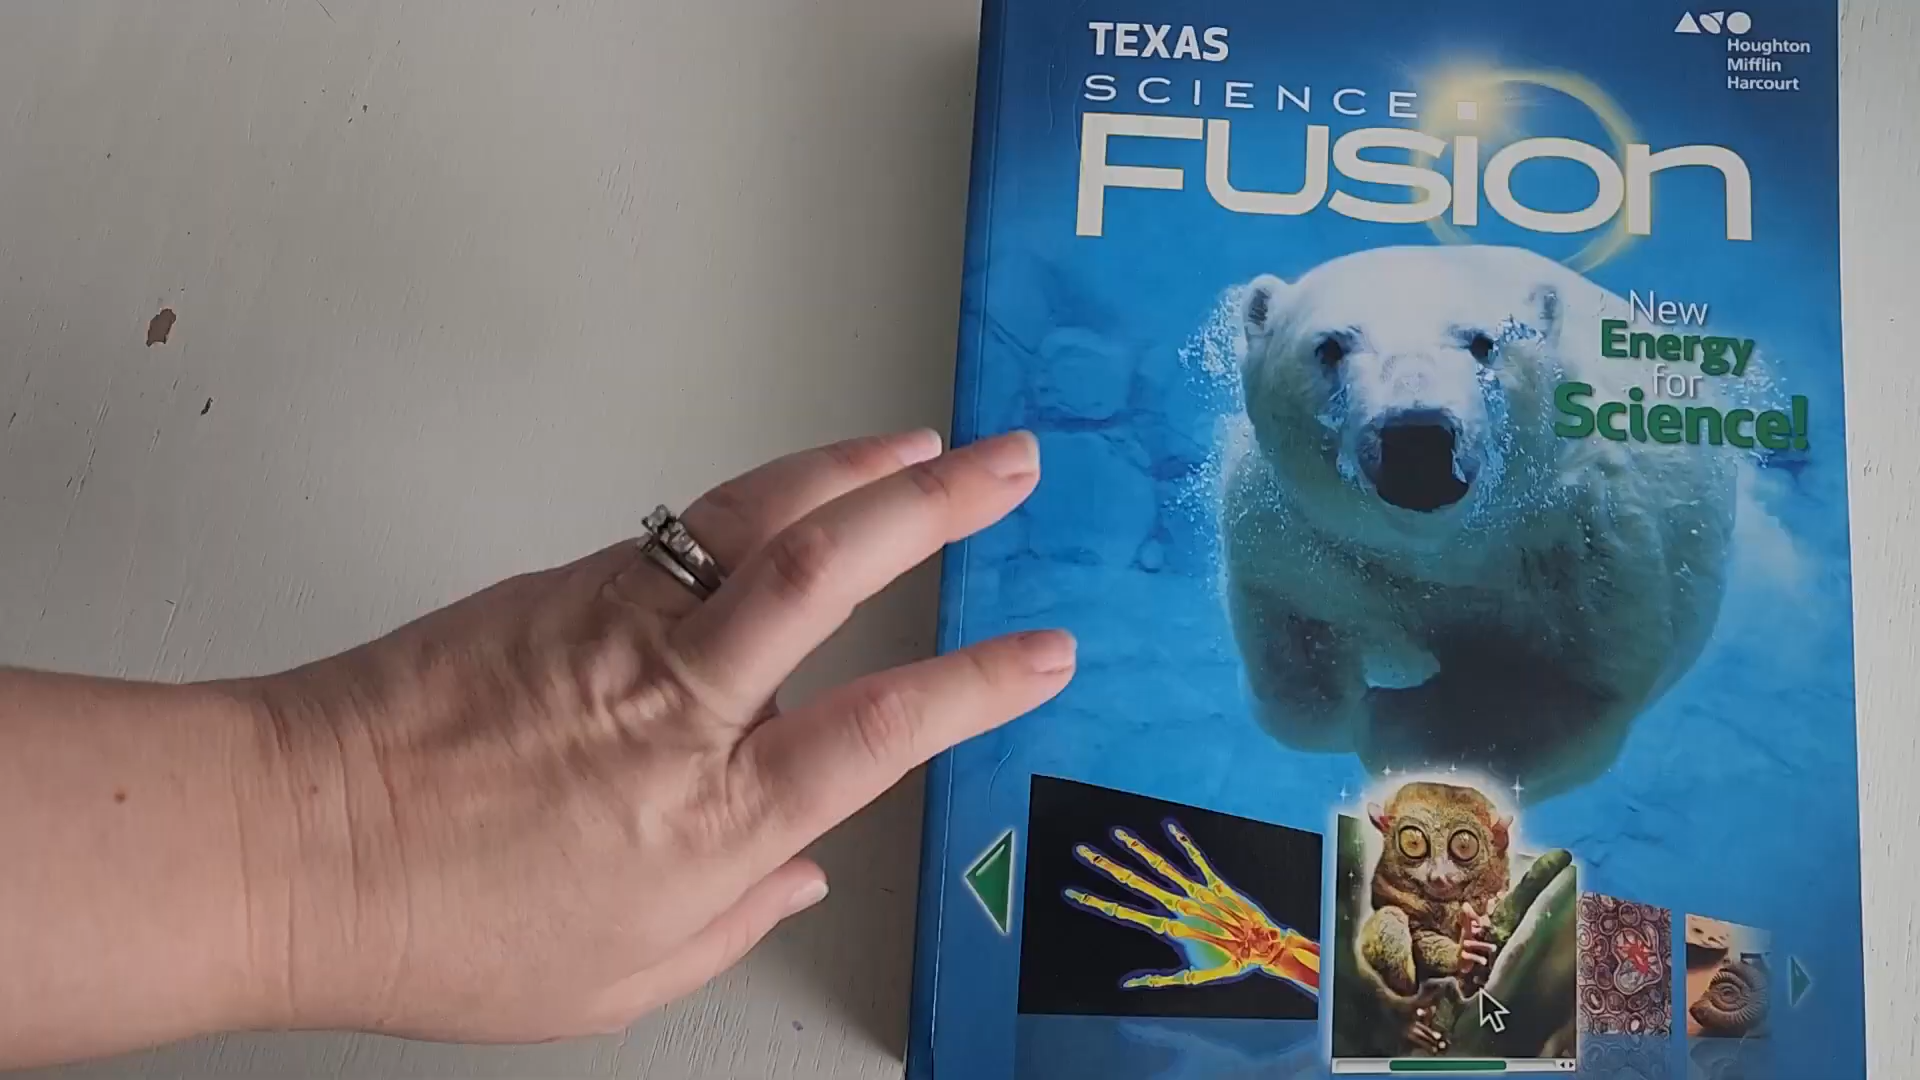 TEXAS
SCIENCE
FUSion
Houghton
Mifflin
Harcourt
New
Energy
for
Science!